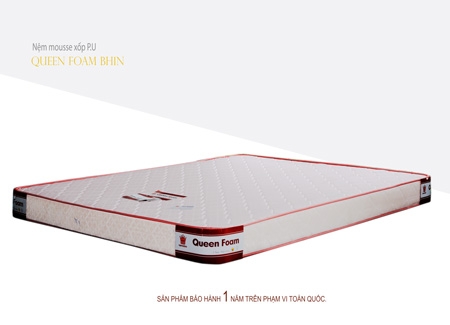 Nệm mousse xốp P.U
QUEEN FOAM BHIN
Queen Foam
SẢN PHẨM BẢO HÀNH 1 NĂM TRÊN PHẠM VI TOÀN QUỐC.